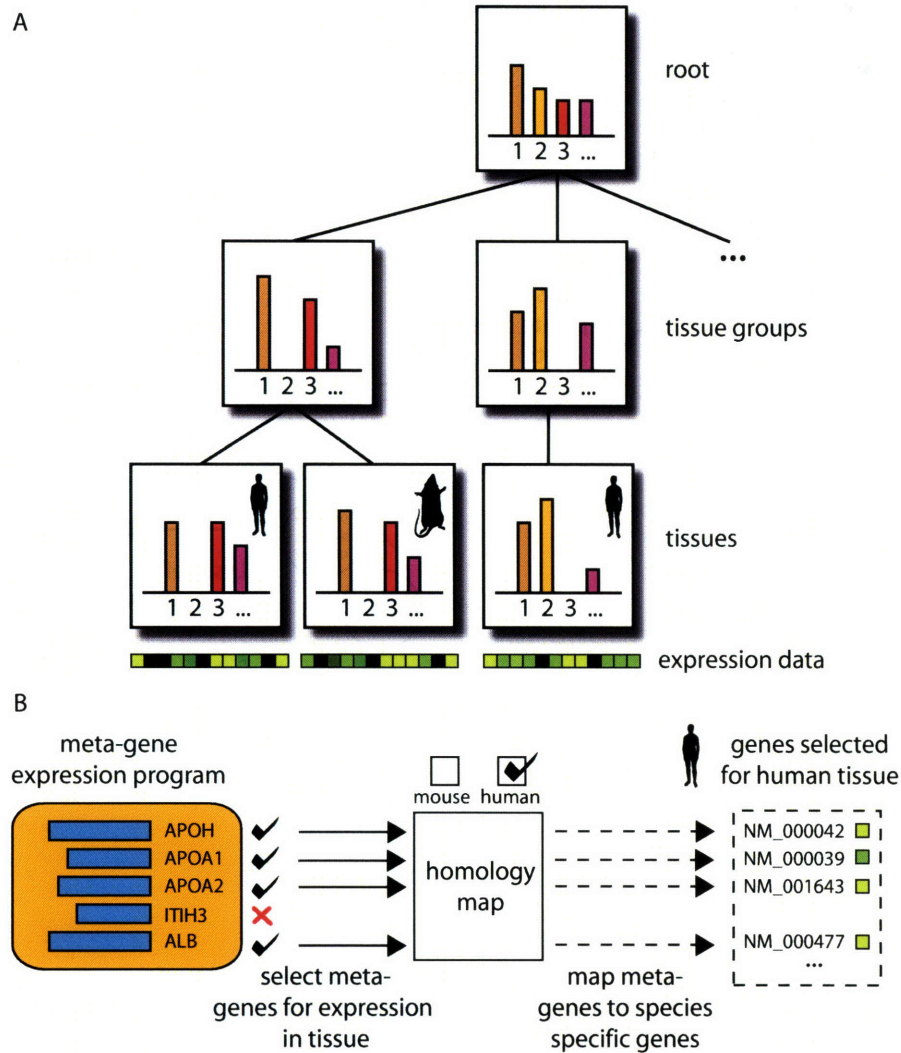 A
root
1 2 3 ...
...
tissue groups
1 2 3 ...
1 2 3 ...
tissues
1 2 3 ...
1 2 3 ...
1 2 3 ...
expression data
B
meta-gene
expression program
APOH
APOA1
APOA2
ITIH3
ALB
select meta-
genes for expression
in tissue
mouse human
homology
map
map meta-
genes to species
specific genes
genes selected
for human tissue
NM_000042
NM_000039
NM_001643
NM_000477
...